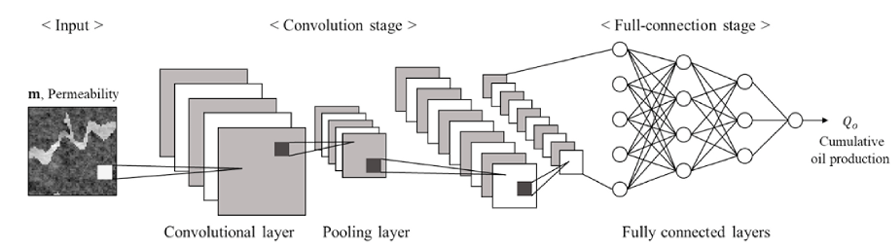 < Input >
< Convolution stage >
< Full-connection stage >
m, Permeability
Qo
Cumulative
oil production
Convolutional layer
Pooling layer
Fully connected layers